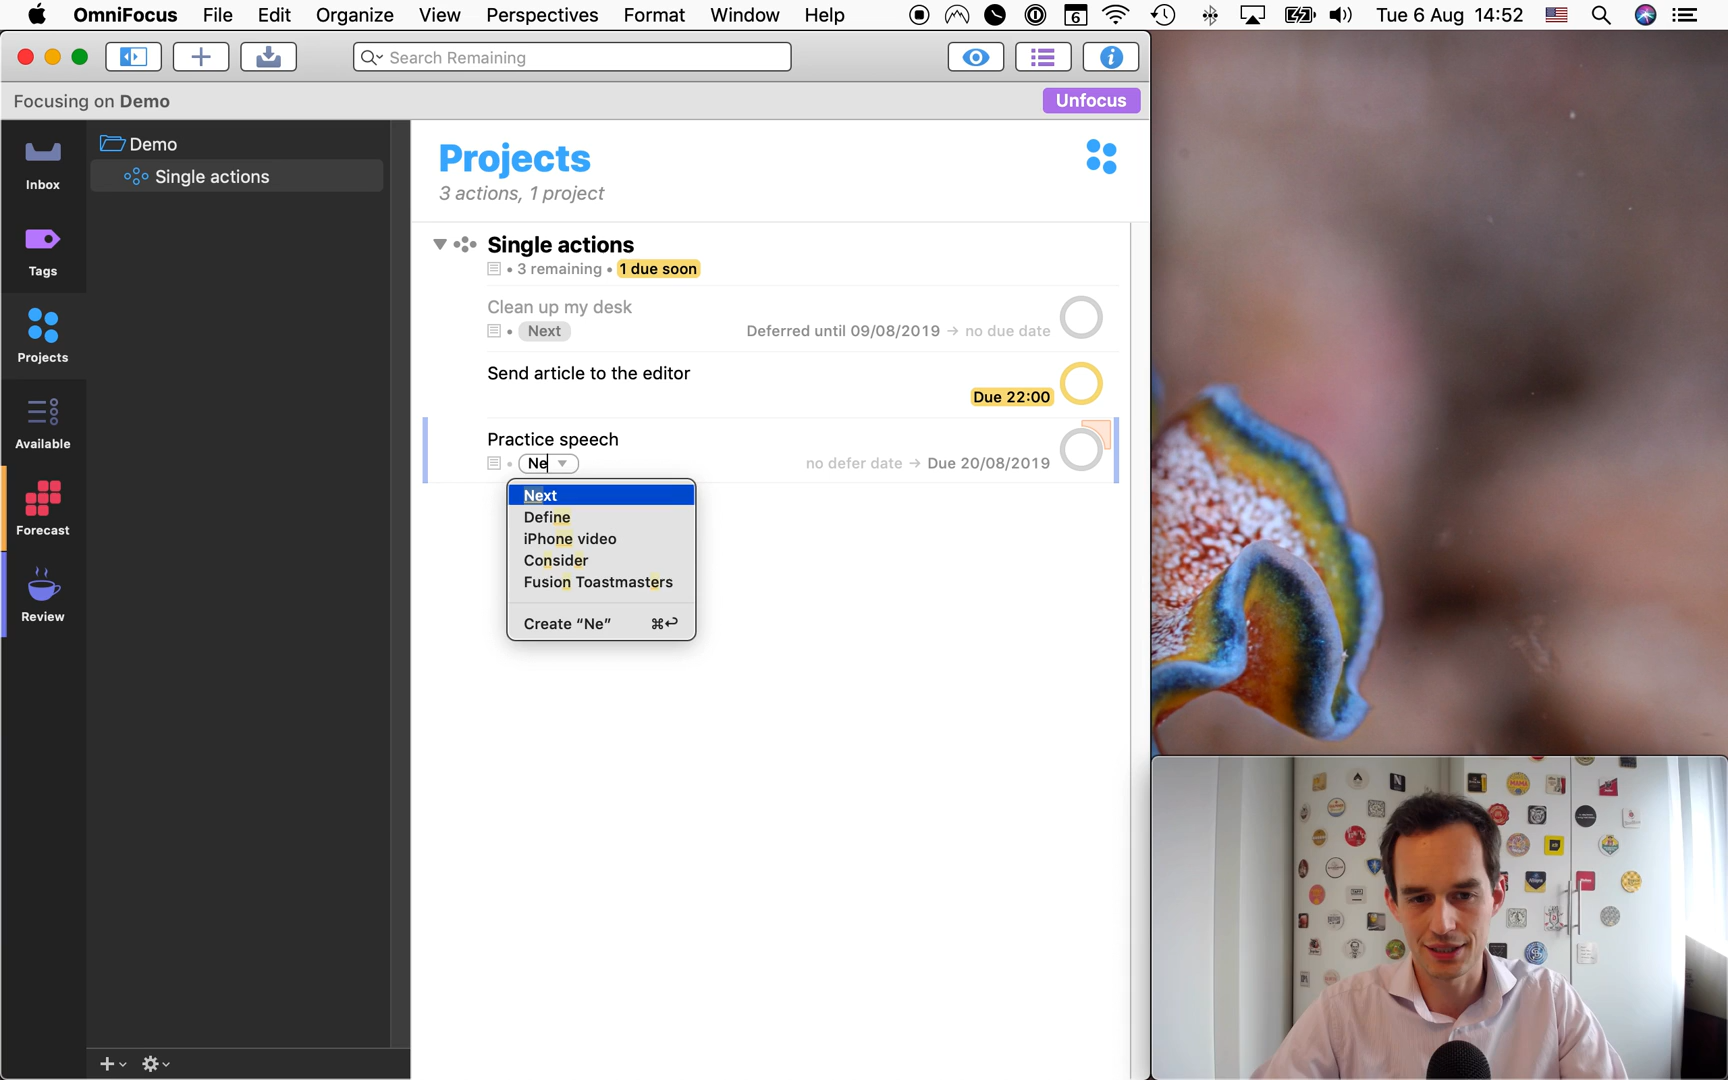 OmniFocus File Edit Organize View Perspectives Format Window Help 6 Tue 6 Aug 14:52
Search Remaining
Focusing on Demo Unfocus
Inbox
Tags
Projects
Available
Forecast
Review
Demo
Single actions
Projects
3 actions, 1 project
Single actions
• 3 remaining • 1 due soon
Clean up my desk
• Next Deferred until 09/08/2019 → no due date
Send article to the editor
Due 22:00
Practice speech
• Ne no defer date → Due 20/08/2019
Next
Define
iPhone video
Consider
Fusion Toastmasters
Create “Ne” ⌘↩